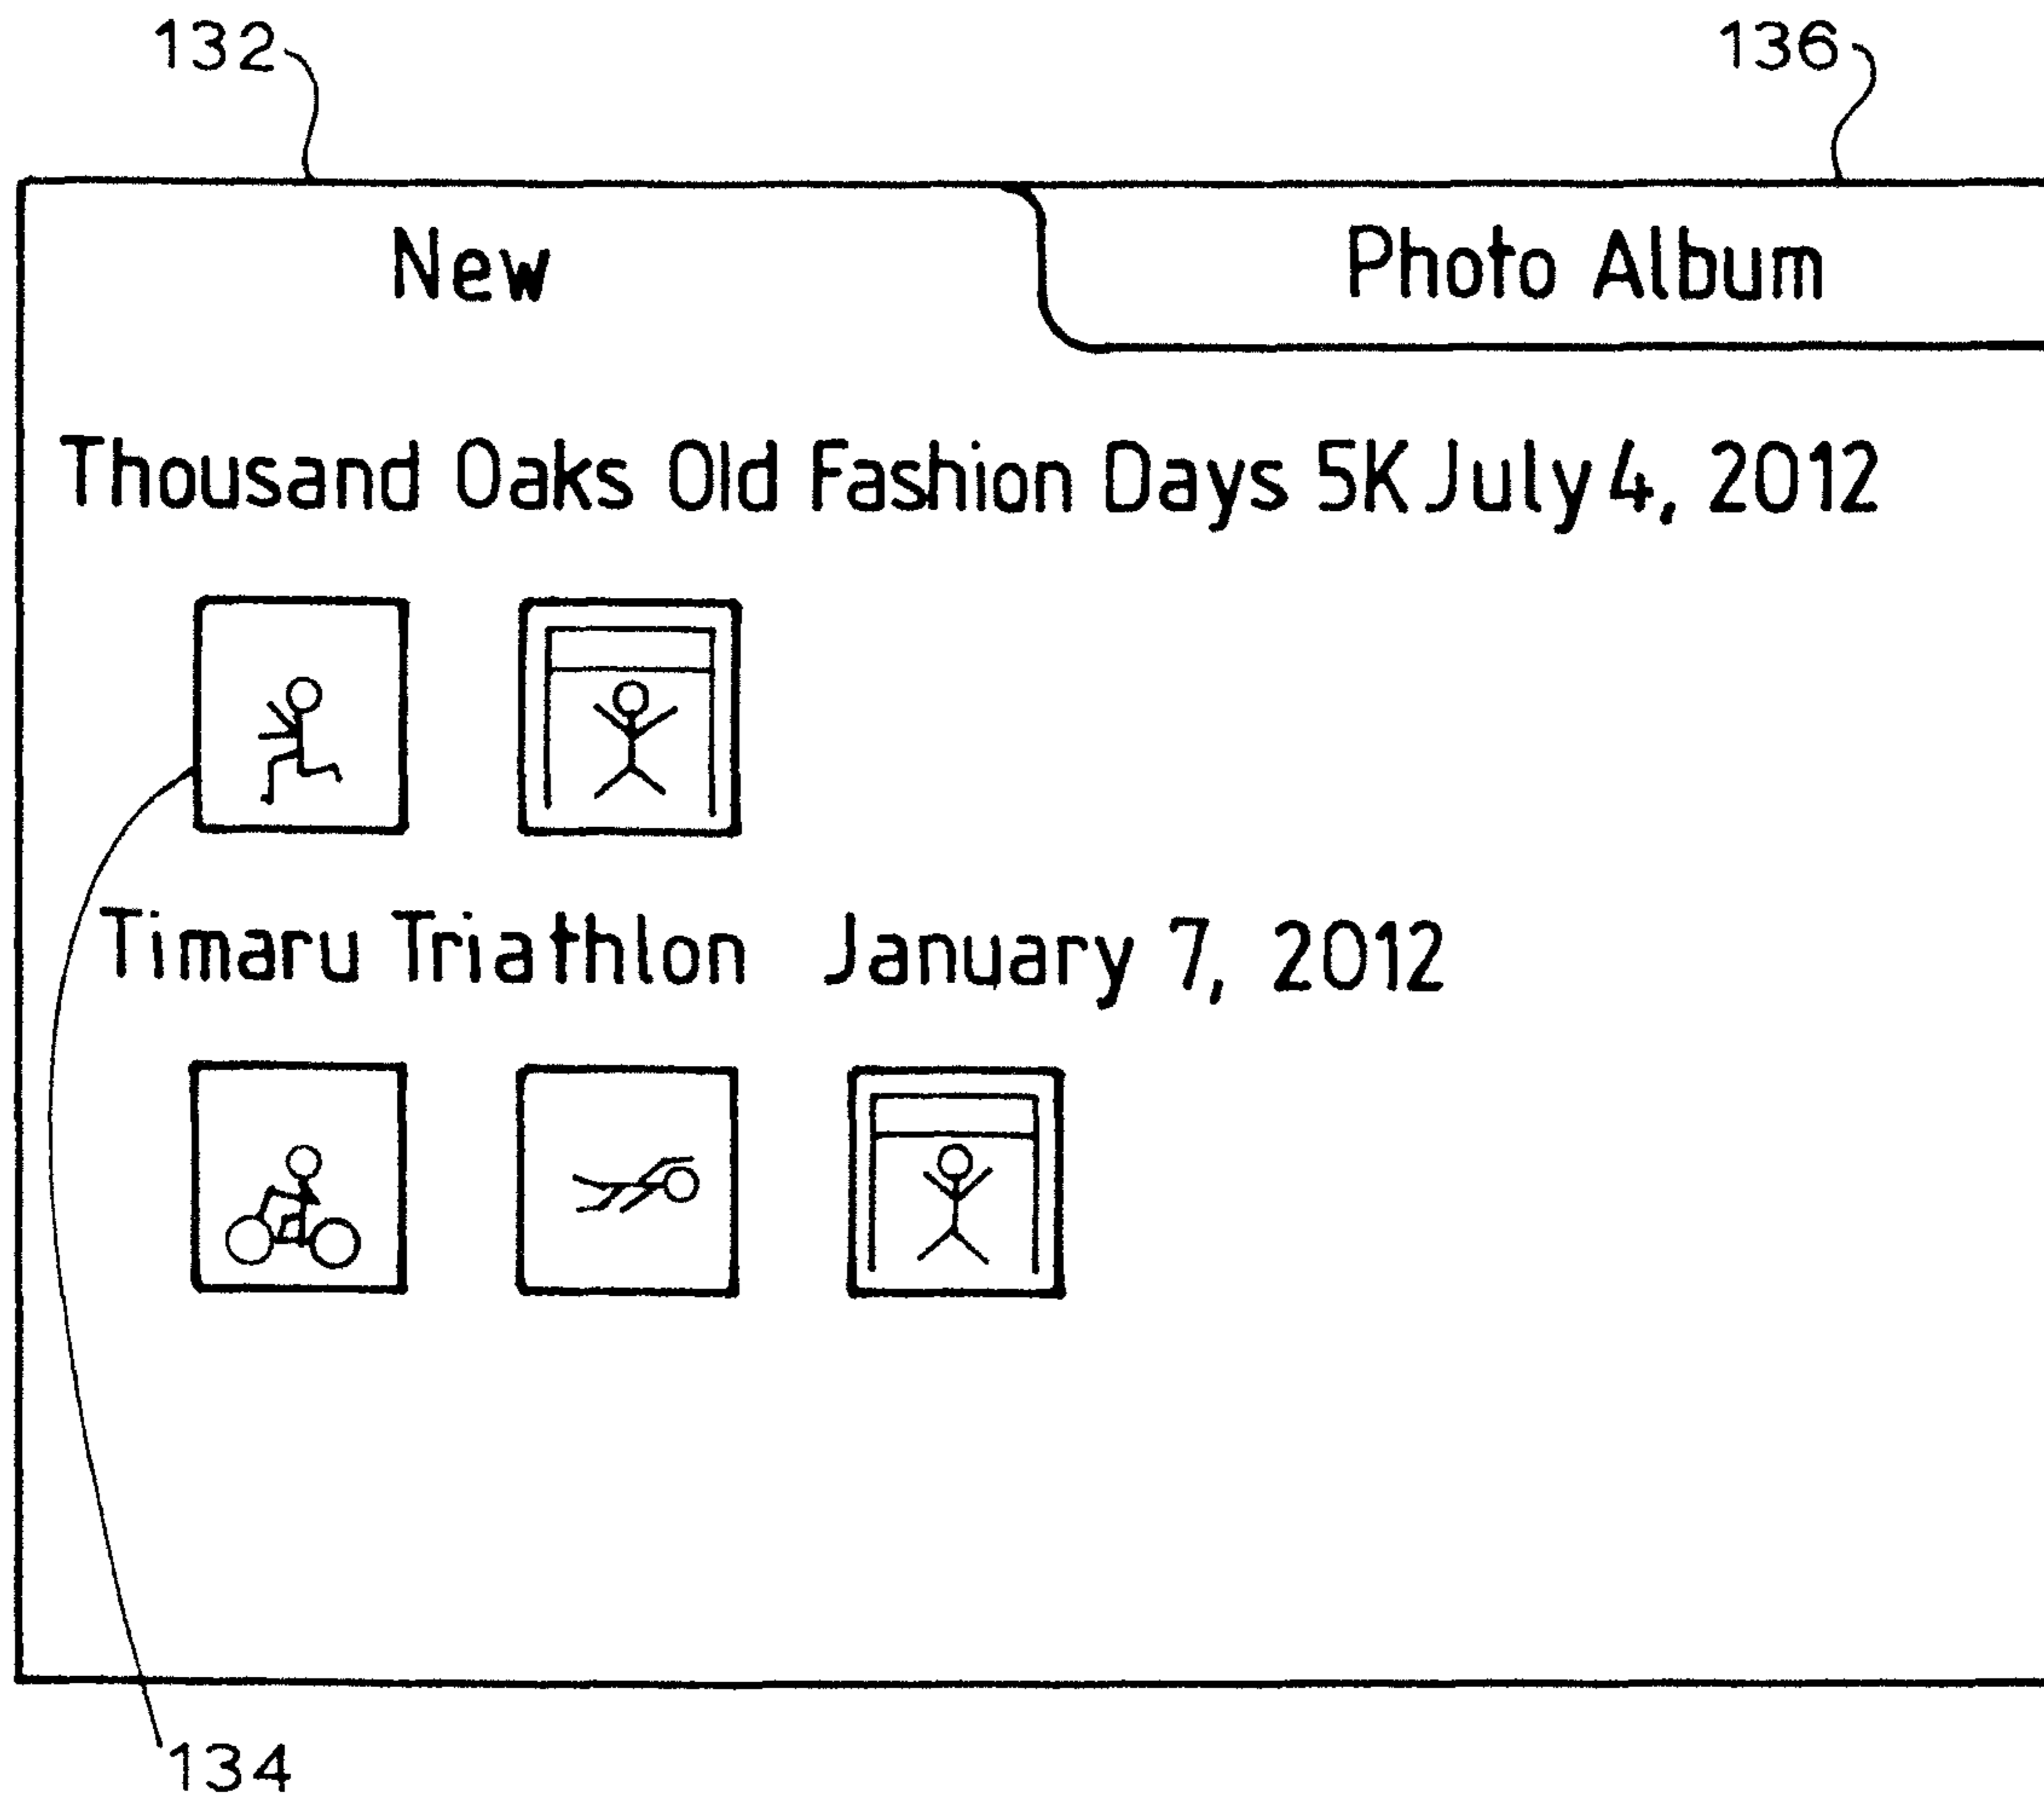 132 136
New Photo Album
Thousand Oaks Old Fashion Days 5K July 4, 2012
Timaru Triathlon January 7, 2012
134